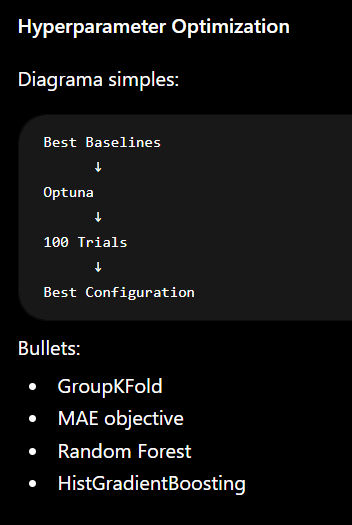 Hyperparameter Optimization
Diagrama simples:
Best Baselines
↓
Optuna
↓
100 Trials
↓
Best Configuration
Bullets:
• GroupKFold
• MAE objective
• Random Forest
• HistGradientBoosting